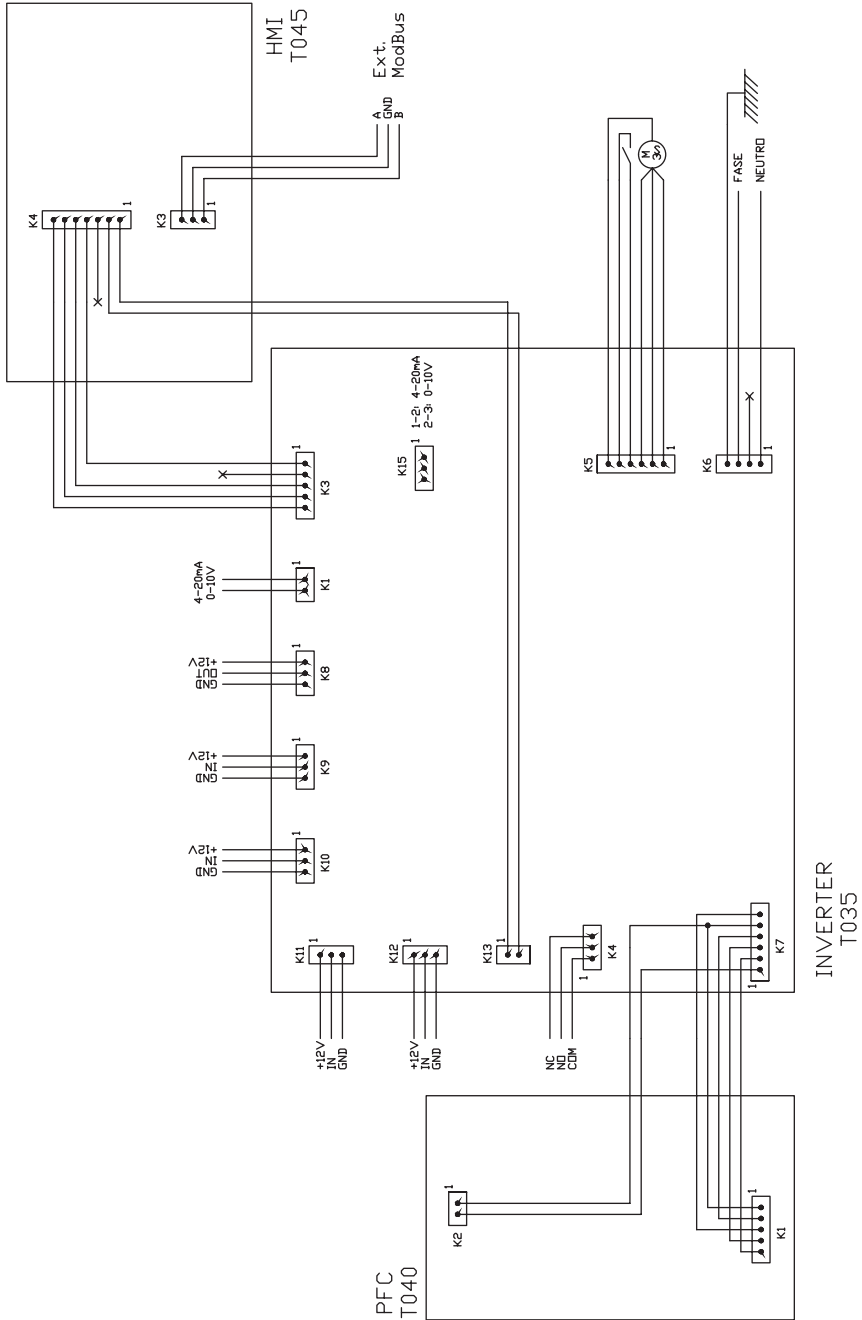 HMI
T045
Ext.
ModBus
A
GND
B
K4
1
K3
1
K3
1
K1
1
4-20mA
0-10V
K8
1
+12V
OUT
GND
K9
1
+12V
IN
GND
K10
1
+12V
IN
GND
K11
1
+12V
IN
GND
K12
1
+12V
IN
GND
K13
1
K15
1
1-2: 4-20mA
2-3: 0-10V
K5
1
M
3
K6
1
FASE
NEUTRO
K4
1
NC
NO
COM
K7
1
INVERTER
T035
K2
1
K1
1
PFC
T040